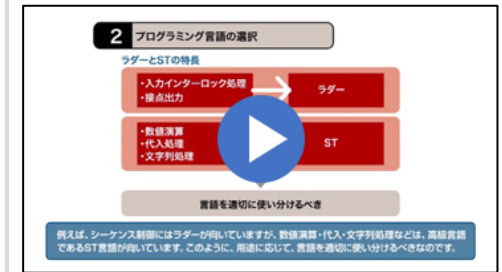 2 プログラミング言語の選択
ラダーとSTの特長
・入力インターロック処理
・接点出力
ラダー
・数値演算
・代入処理
・文字列処理
ST
言語を適切に使い分けるべき
例えば、シーケンス制御にはラダーが向いていますが、数値演算・代入・文字列処理などは、高級言語
であるST言語が向いています。このように、用途に応じて、言語を適切に使い分けるべきなのです。